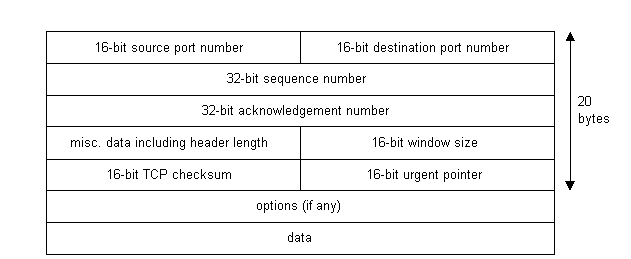 16-bit source port number
16-bit destination port number
32-bit sequence number
32-bit acknowledgement number
misc. data including header length
16-bit window size
16-bit TCP checksum
16-bit urgent pointer
options (if any)
data
20
bytes